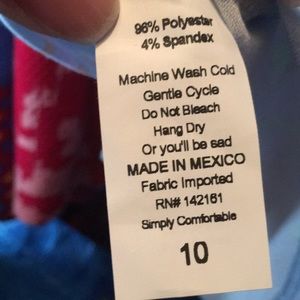 96% Polyester
4% Spandex
Machine Wash Cold
Gentle Cycle
Do Not Bleach
Hang Dry
Or you'll be sad
MADE IN MEXICO
Fabric Imported
RN# 142161
Simply Comfortable
10